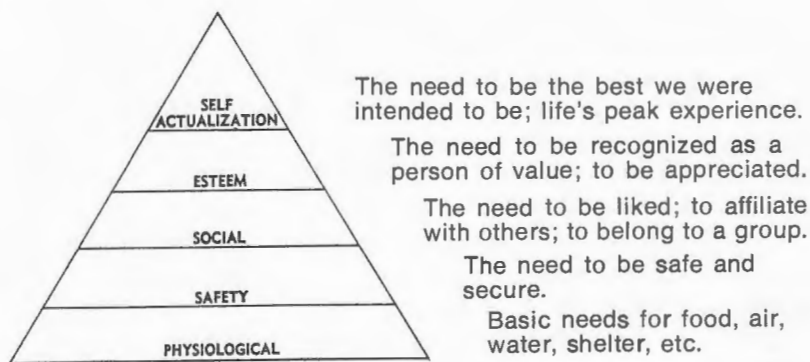 SELF
ACTUALIZATION
The need to be the best we were
intended to be; life's peak experience.
ESTEEM
The need to be recognized as a
person of value; to be appreciated.
SOCIAL
The need to be liked; to affiliate
with others; to belong to a group.
SAFETY
The need to be safe and
secure.
PHYSIOLOGICAL
Basic needs for food, air,
water, shelter, etc.